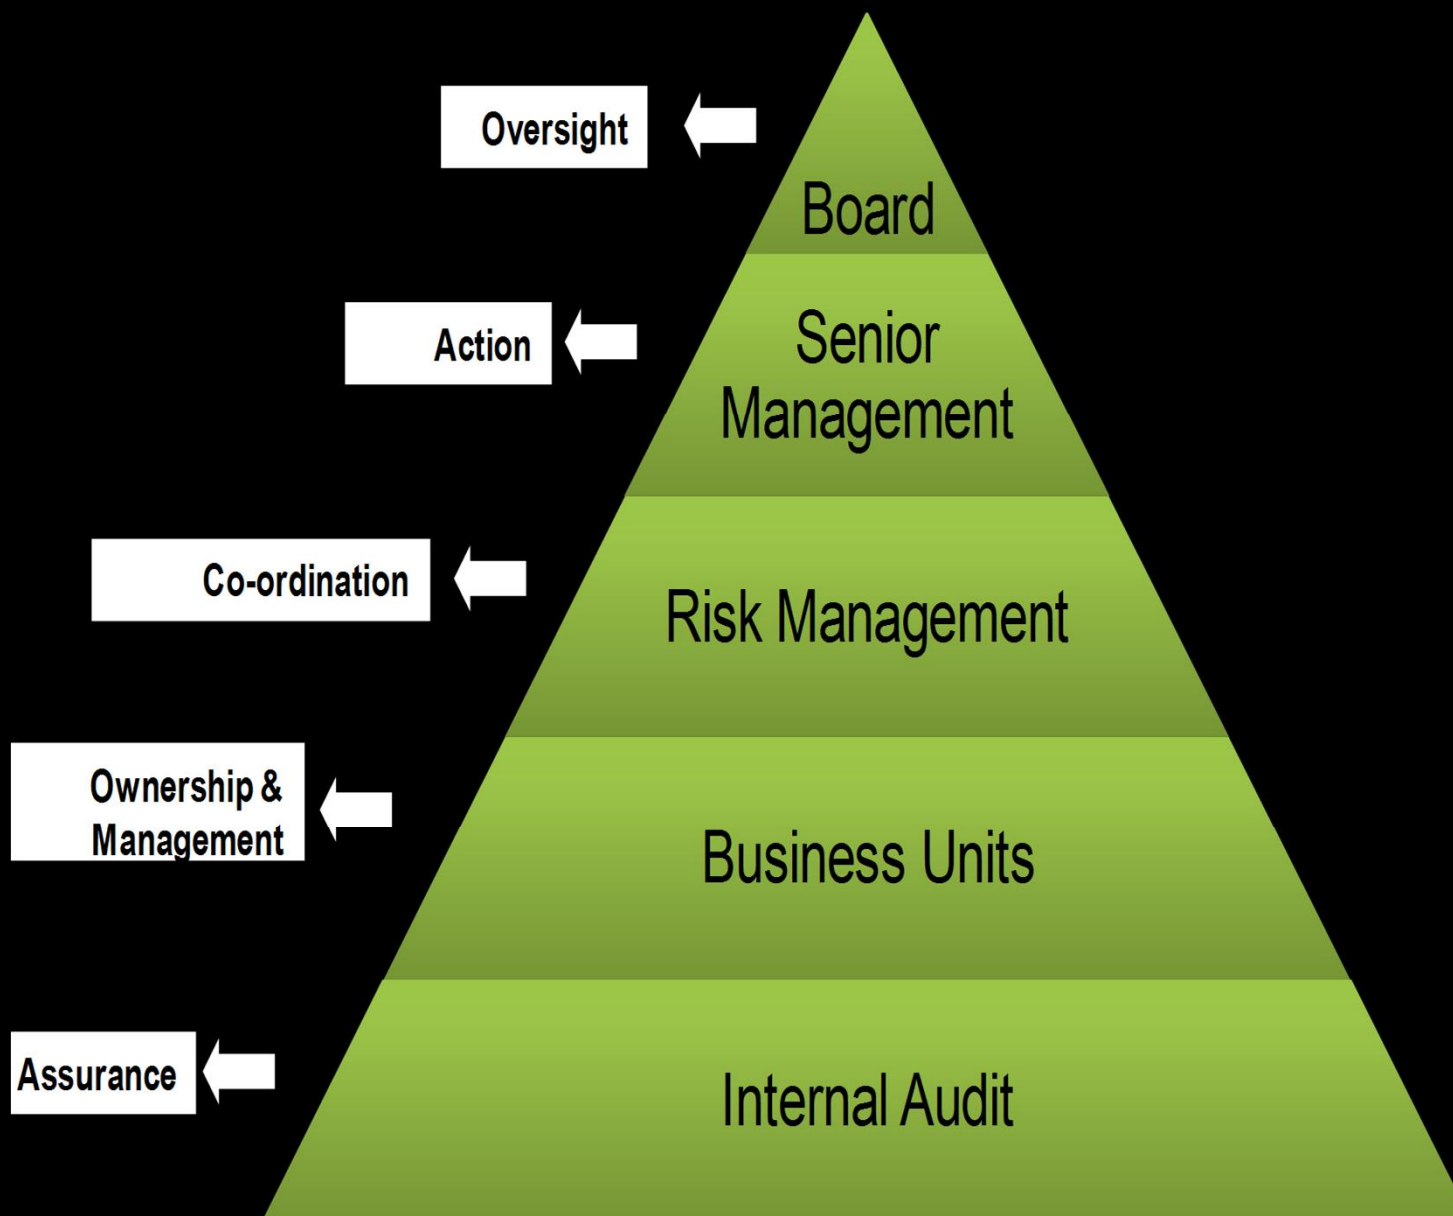 Oversight
Board
Action
Senior
Management
Co-ordination
Risk Management
Ownership &
Management
Business Units
Assurance
Internal Audit